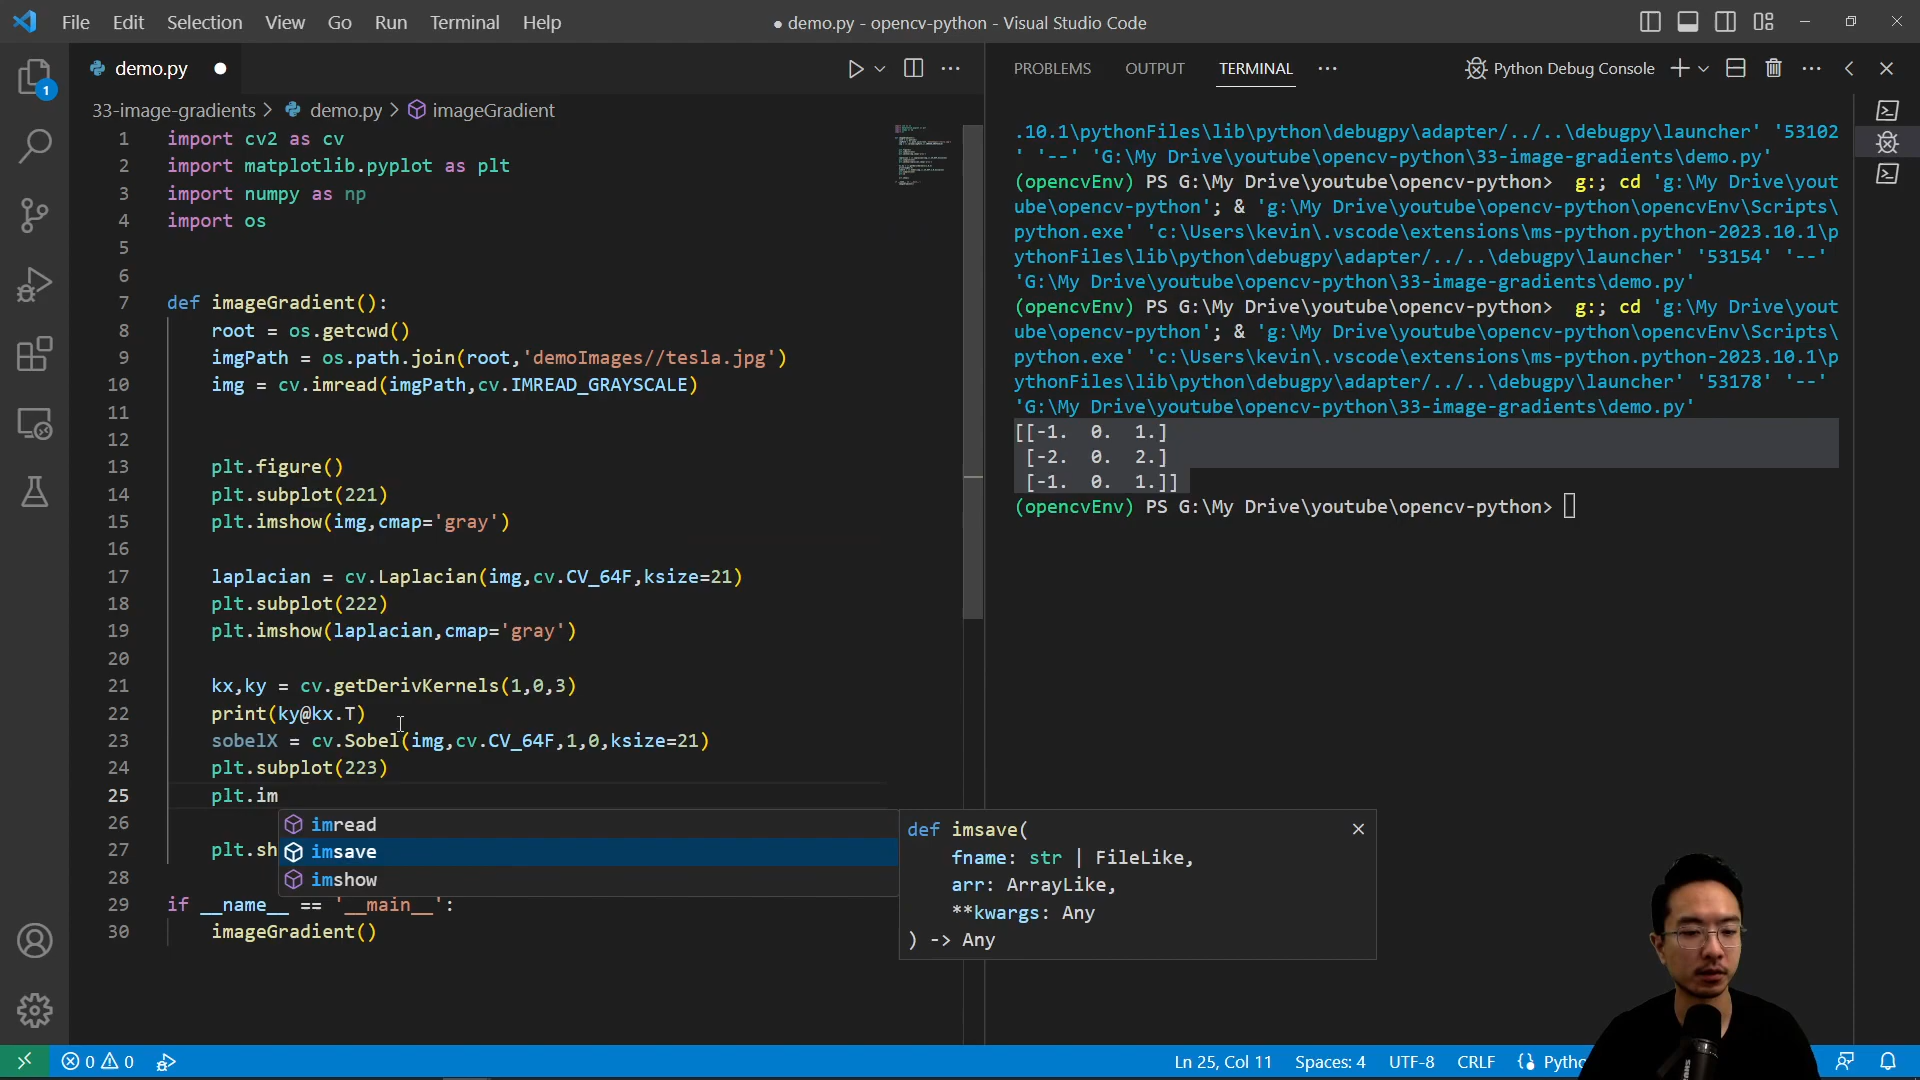 File Edit Selection View Go Run Terminal Help
● demo.py - opencv-python - Visual Studio Code
demo.py ●
33-image-gradients > demo.py > imageGradient
1 import cv2 as cv
2 import matplotlib.pyplot as plt
3 import numpy as np
4 import os
5
6
7 def imageGradient():
8 root = os.getcwd()
9 imgPath = os.path.join(root,'demoImages//tesla.jpg')
10 img = cv.imread(imgPath,cv.IMREAD_GRAYSCALE)
11
12
13 plt.figure()
14 plt.subplot(221)
15 plt.imshow(img,cmap='gray')
16
17 laplacian = cv.Laplacian(img,cv.CV_64F,ksize=21)
18 plt.subplot(222)
19 plt.imshow(laplacian,cmap='gray')
20
21 kx,ky = cv.getDerivKernels(1,0,3)
22 print(ky@kx.T)
23 sobelX = cv.Sobel(img,cv.CV_64F,1,0,ksize=21)
24 plt.subplot(223)
25 plt.im
26
27 plt.sh
28
29 if __name__ == '__main__':
30 imageGradient()
imread
imsave
imshow
def imsave(
fname: str | FileLike,
arr: ArrayLike,
**kwargs: Any
) -> Any
PROBLEMS OUTPUT TERMINAL ··· Python Debug Console
.10.1\pythonFiles\lib\python\debugpy\adapter/../..\debugpy\launcher' '53102
' '--' 'G:\My Drive\youtube\opencv-python\33-image-gradients\demo.py'
(opencvEnv) PS G:\My Drive\youtube\opencv-python> g:; cd 'g:\My Drive\yout
ube\opencv-python'; & 'g:\My Drive\youtube\opencv-python\opencvEnv\Scripts\
python.exe' 'c:\Users\kevin\.vscode\extensions\ms-python.python-2023.10.1\p
ythonFiles\lib\python\debugpy\adapter/../..\debugpy\launcher' '53154' '--'
'G:\My Drive\youtube\opencv-python\33-image-gradients\demo.py'
(opencvEnv) PS G:\My Drive\youtube\opencv-python> g:; cd 'g:\My Drive\yout
ube\opencv-python'; & 'g:\My Drive\youtube\opencv-python\opencvEnv\Scripts\
python.exe' 'c:\Users\kevin\.vscode\extensions\ms-python.python-2023.10.1\p
ythonFiles\lib\python\debugpy\adapter/../..\debugpy\launcher' '53178' '--'
'G:\My Drive\youtube\opencv-python\33-image-gradients\demo.py'
[[-1. 0. 1.]
[-2. 0. 2.]
[-1. 0. 1.]]
(opencvEnv) PS G:\My Drive\youtube\opencv-python>
1
0 0
Ln 25, Col 11 Spaces: 4 UTF-8 CRLF